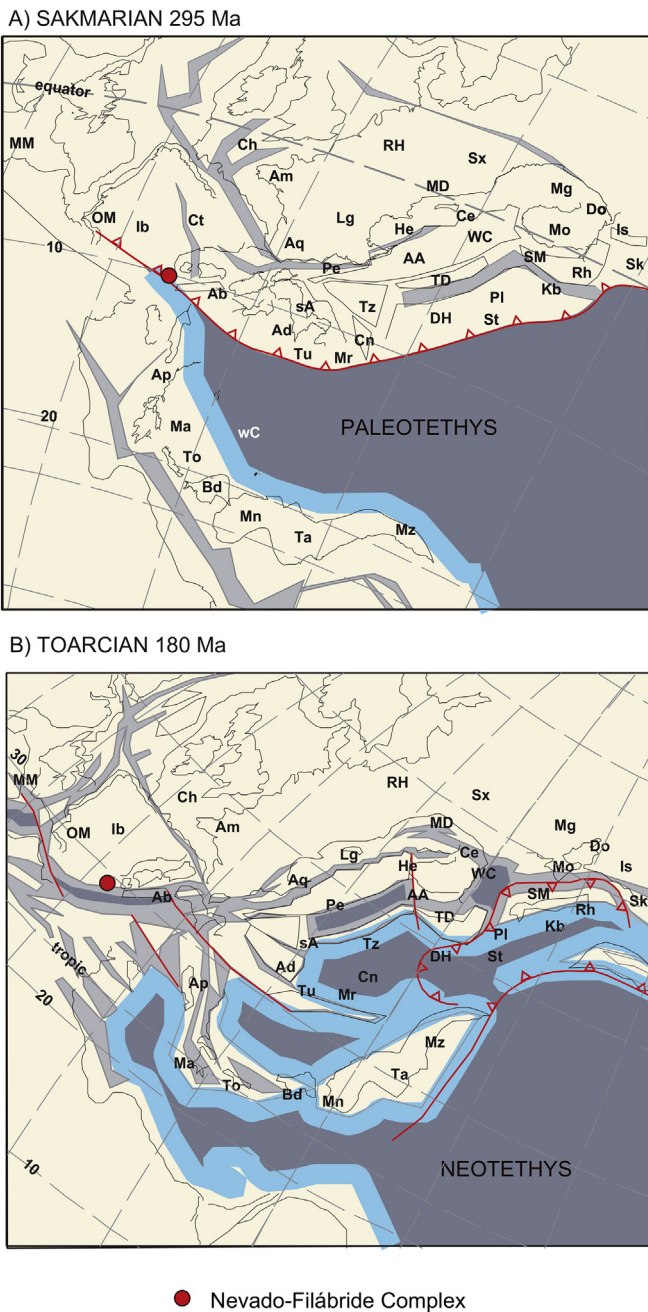 A) SAKMARIAN 295 Ma
equator
MM
Ch
RH
Sx
Am
MD
Mg
OM
Ib
Ct
Lg
Ce
Do
He
WC
Mo
Is
10
Aq
AA
SM
Sk
Pe
TD
Rh
Ab
sA
Tz
Pl
Kb
Ad
DH
St
Cn
Tu
Mr
Ap
20
Ma
wC
PALEOTETHYS
To
Bd
Mn
Ta
Mz
B) TOARCIAN 180 Ma
30
MM
RH
Ch
Sx
OM
Ib
Am
MD
Mg
Lg
Ce
Do
He
Mo
Is
Aq
WC
Ab
AA
SM
Sk
Pe
TD
Rh
Pl
Kb
tropic
sA
Tz
DH
St
Ad
Cn
Ap
Tu
Mr
20
Mz
Ma
To
Ta
Bd
Mn
10
NEOTETHYS
Nevado-Filábride Complex